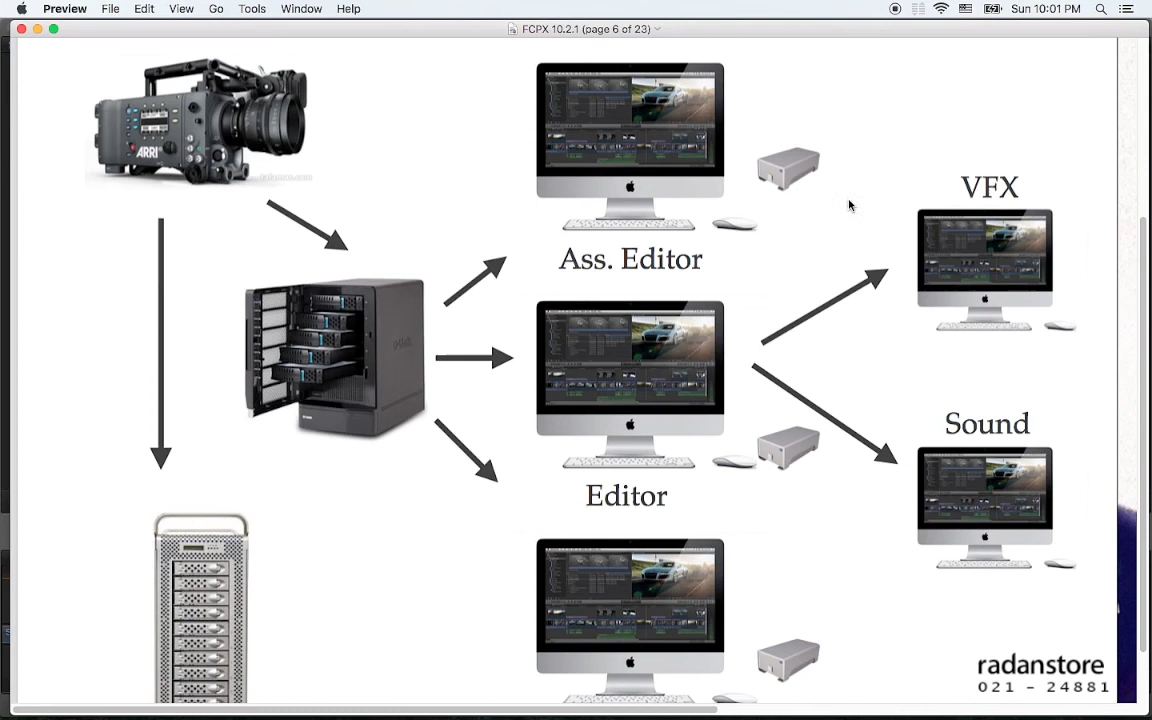 Preview File Edit View Go Tools Window Help Sun 10:01 PM
FCPX 10.2.1 (page 6 of 23)
ARRI
VFX
Ass. Editor
Sound
Editor
radanstore
021 - 24881